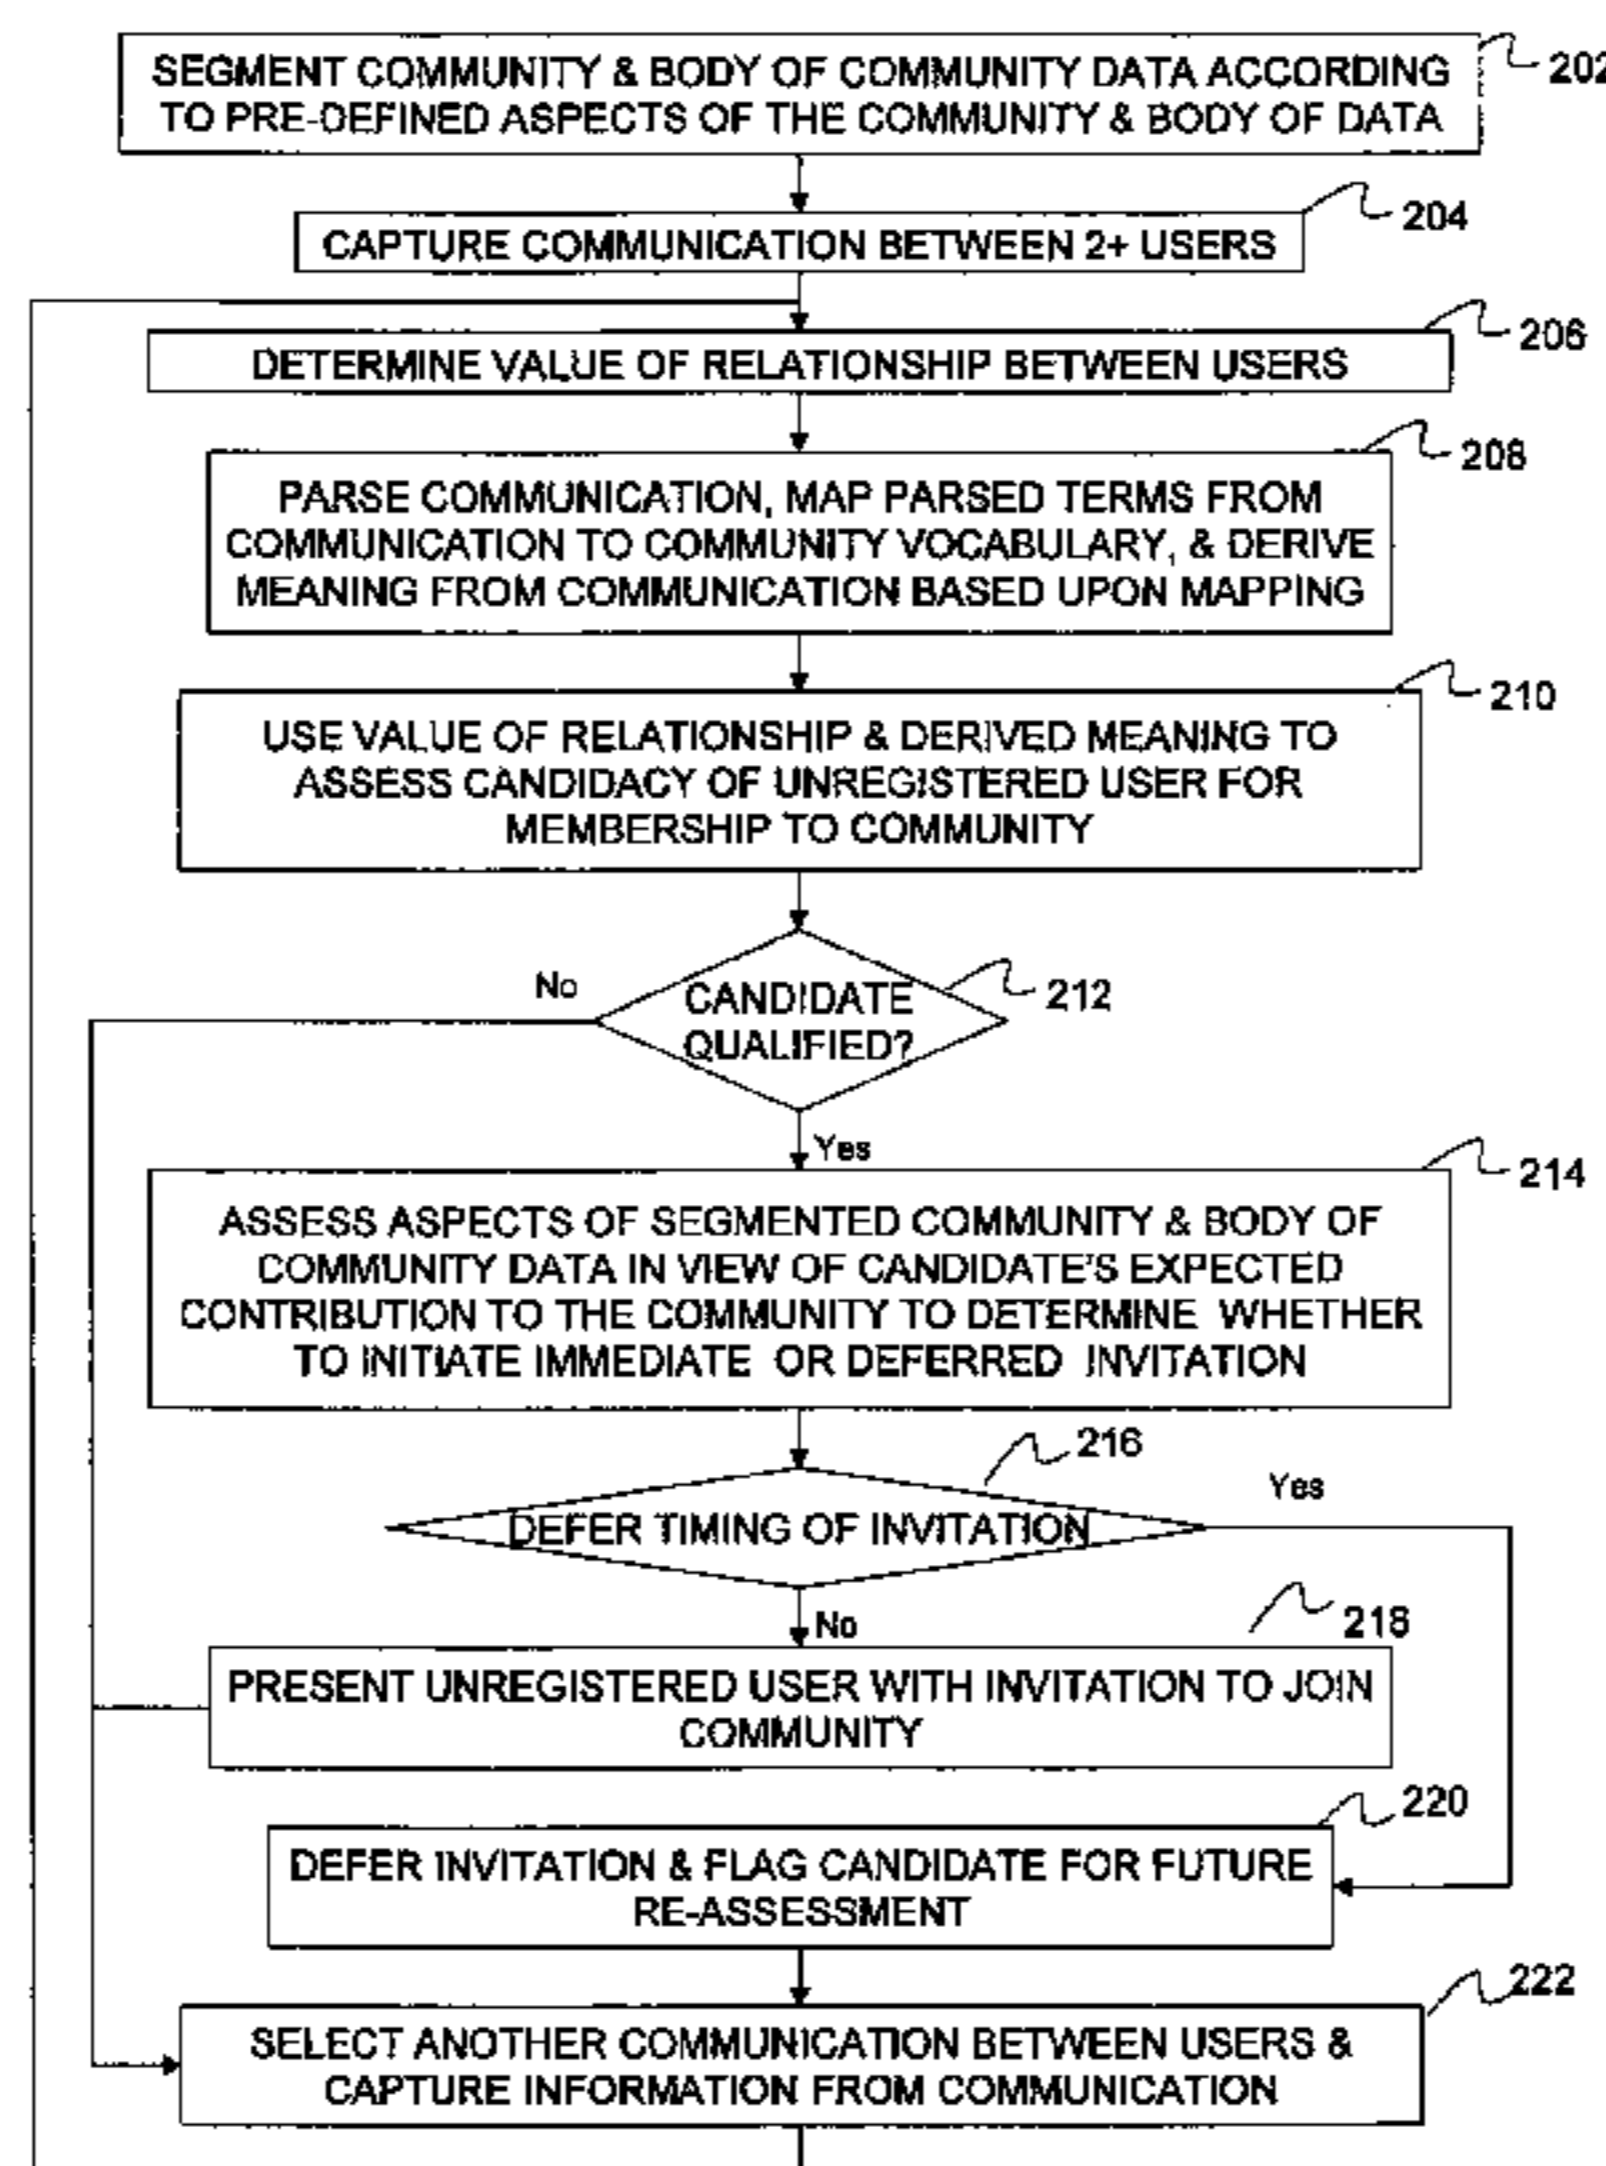 SEGMENT COMMUNITY & BODY OF COMMUNITY DATA ACCORDING
TO PRE-DEFINED ASPECTS OF THE COMMUNITY & BODY OF DATA
202
CAPTURE COMMUNICATION BETWEEN 2+ USERS
204
DETERMINE VALUE OF RELATIONSHIP BETWEEN USERS
206
PARSE COMMUNICATION, MAP PARSED TERMS FROM
COMMUNICATION TO COMMUNITY VOCABULARY, & DERIVE
MEANING FROM COMMUNICATION BASED UPON MAPPING
208
USE VALUE OF RELATIONSHIP & DERIVED MEANING TO
ASSESS CANDIDACY OF UNREGISTERED USER FOR
MEMBERSHIP TO COMMUNITY
210
No
CANDIDATE
QUALIFIED?
212
Yes
ASSESS ASPECTS OF SEGMENTED COMMUNITY & BODY OF
COMMUNITY DATA IN VIEW OF CANDIDATE'S EXPECTED
CONTRIBUTION TO THE COMMUNITY TO DETERMINE WHETHER
TO INITIATE IMMEDIATE OR DEFERRED INVITATION
214
216
DEFER TIMING OF INVITATION
Yes
No
218
PRESENT UNREGISTERED USER WITH INVITATION TO JOIN
COMMUNITY
220
DEFER INVITATION & FLAG CANDIDATE FOR FUTURE
RE-ASSESSMENT
222
SELECT ANOTHER COMMUNICATION BETWEEN USERS &
CAPTURE INFORMATION FROM COMMUNICATION